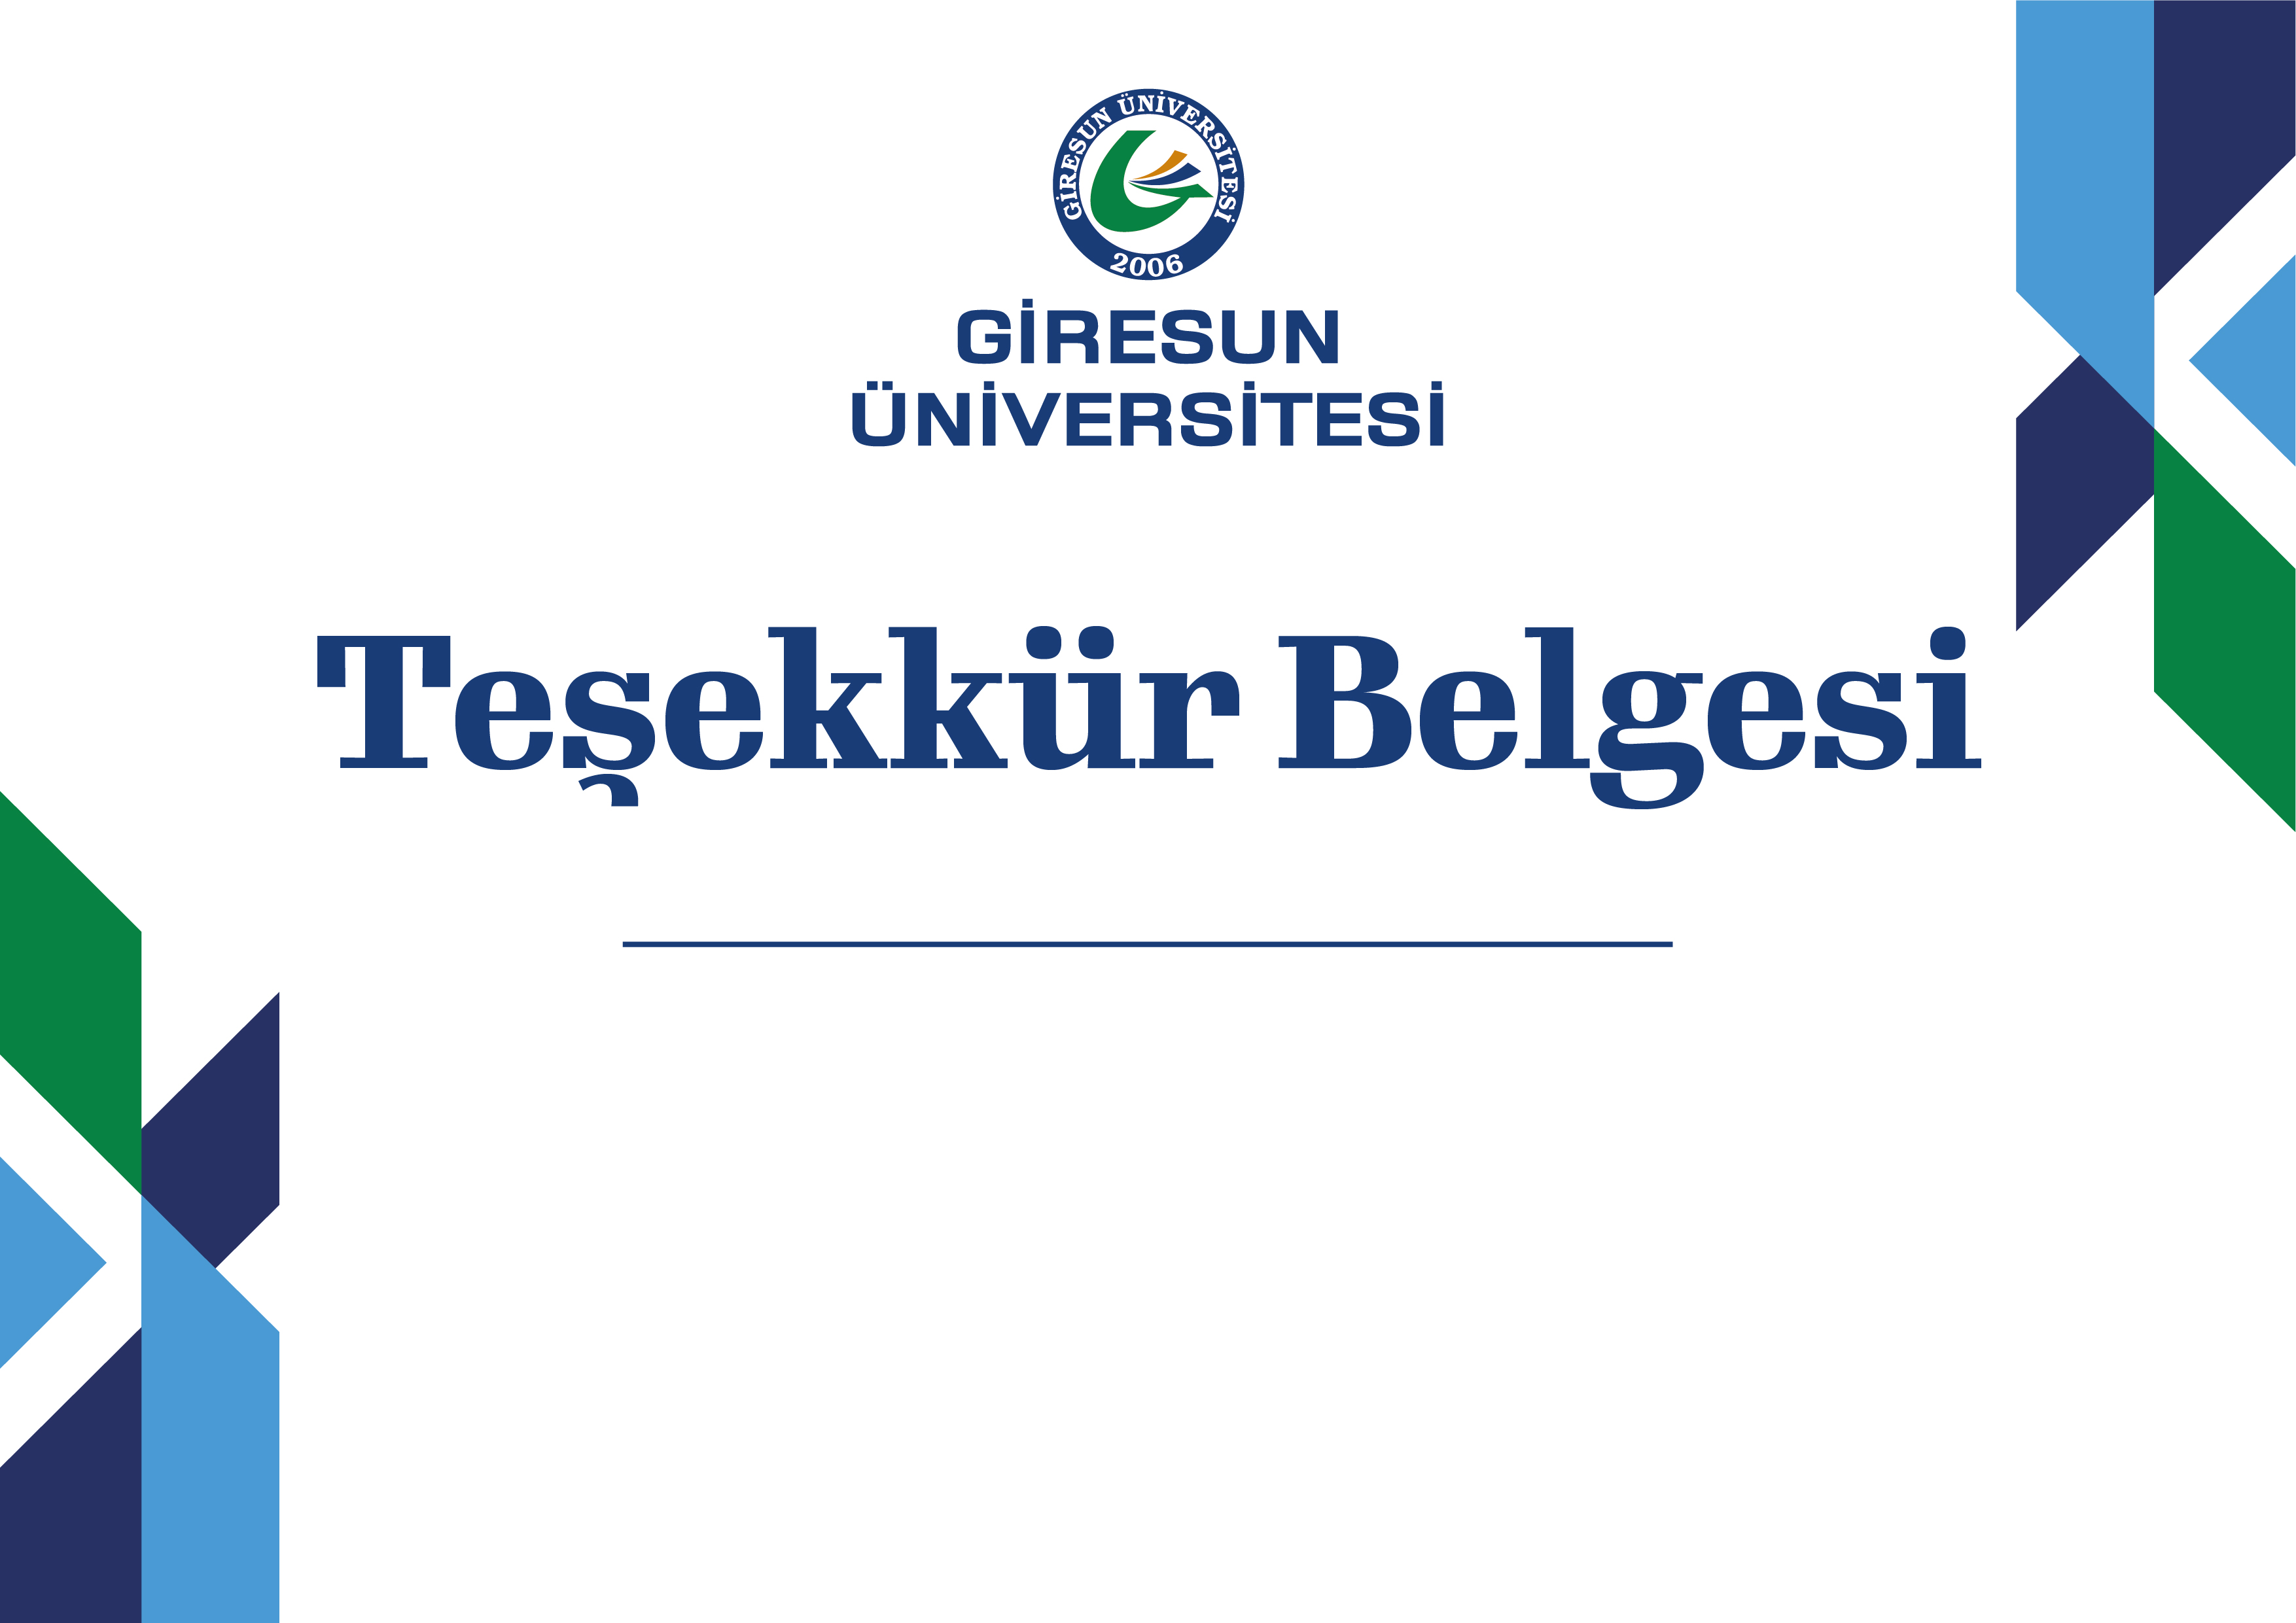 GİRESUN ÜNİVERSİTESİ
2006
GİRESUN
ÜNİVERSİTESİ
Teşekkür Belgesi